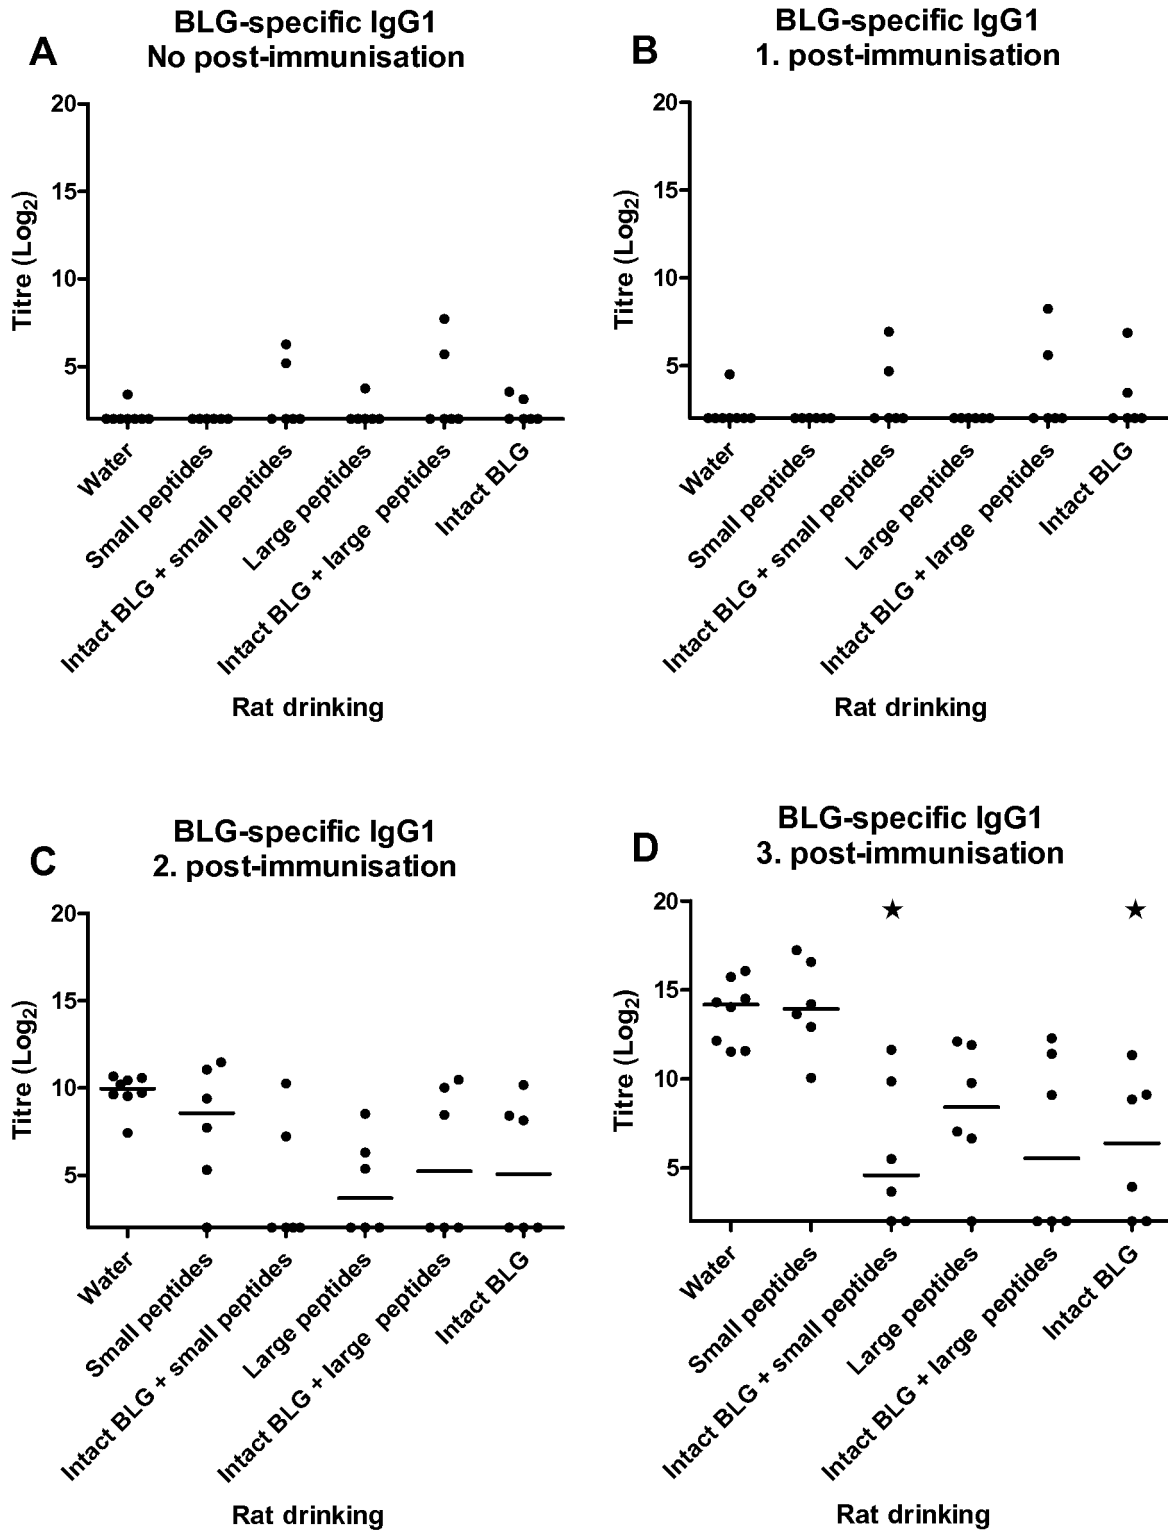 A
BLG-specific IgG1
No post-immunisation
20
15
10
5
Titre (Log2)
Water
Small peptides
Intact BLG + small peptides
Large peptides
Intact BLG + large  peptides
Intact BLG
Rat drinking
B
BLG-specific IgG1
1. post-immunisation
20
15
10
5
Titre (Log2)
Water
Small peptides
Intact BLG + small peptides
Large peptides
Intact BLG + large  peptides
Intact BLG
Rat drinking
C
BLG-specific IgG1
2. post-immunisation
20
15
10
5
Titre (Log2)
Water
Small peptides
Intact BLG + small peptides
Large peptides
Intact BLG + large  peptides
Intact BLG
Rat drinking
D
BLG-specific IgG1
3. post-immunisation
20
15
10
5
Titre (Log2)
Water
Small peptides
Intact BLG + small peptides
Large peptides
Intact BLG + large  peptides
Intact BLG
Rat drinking